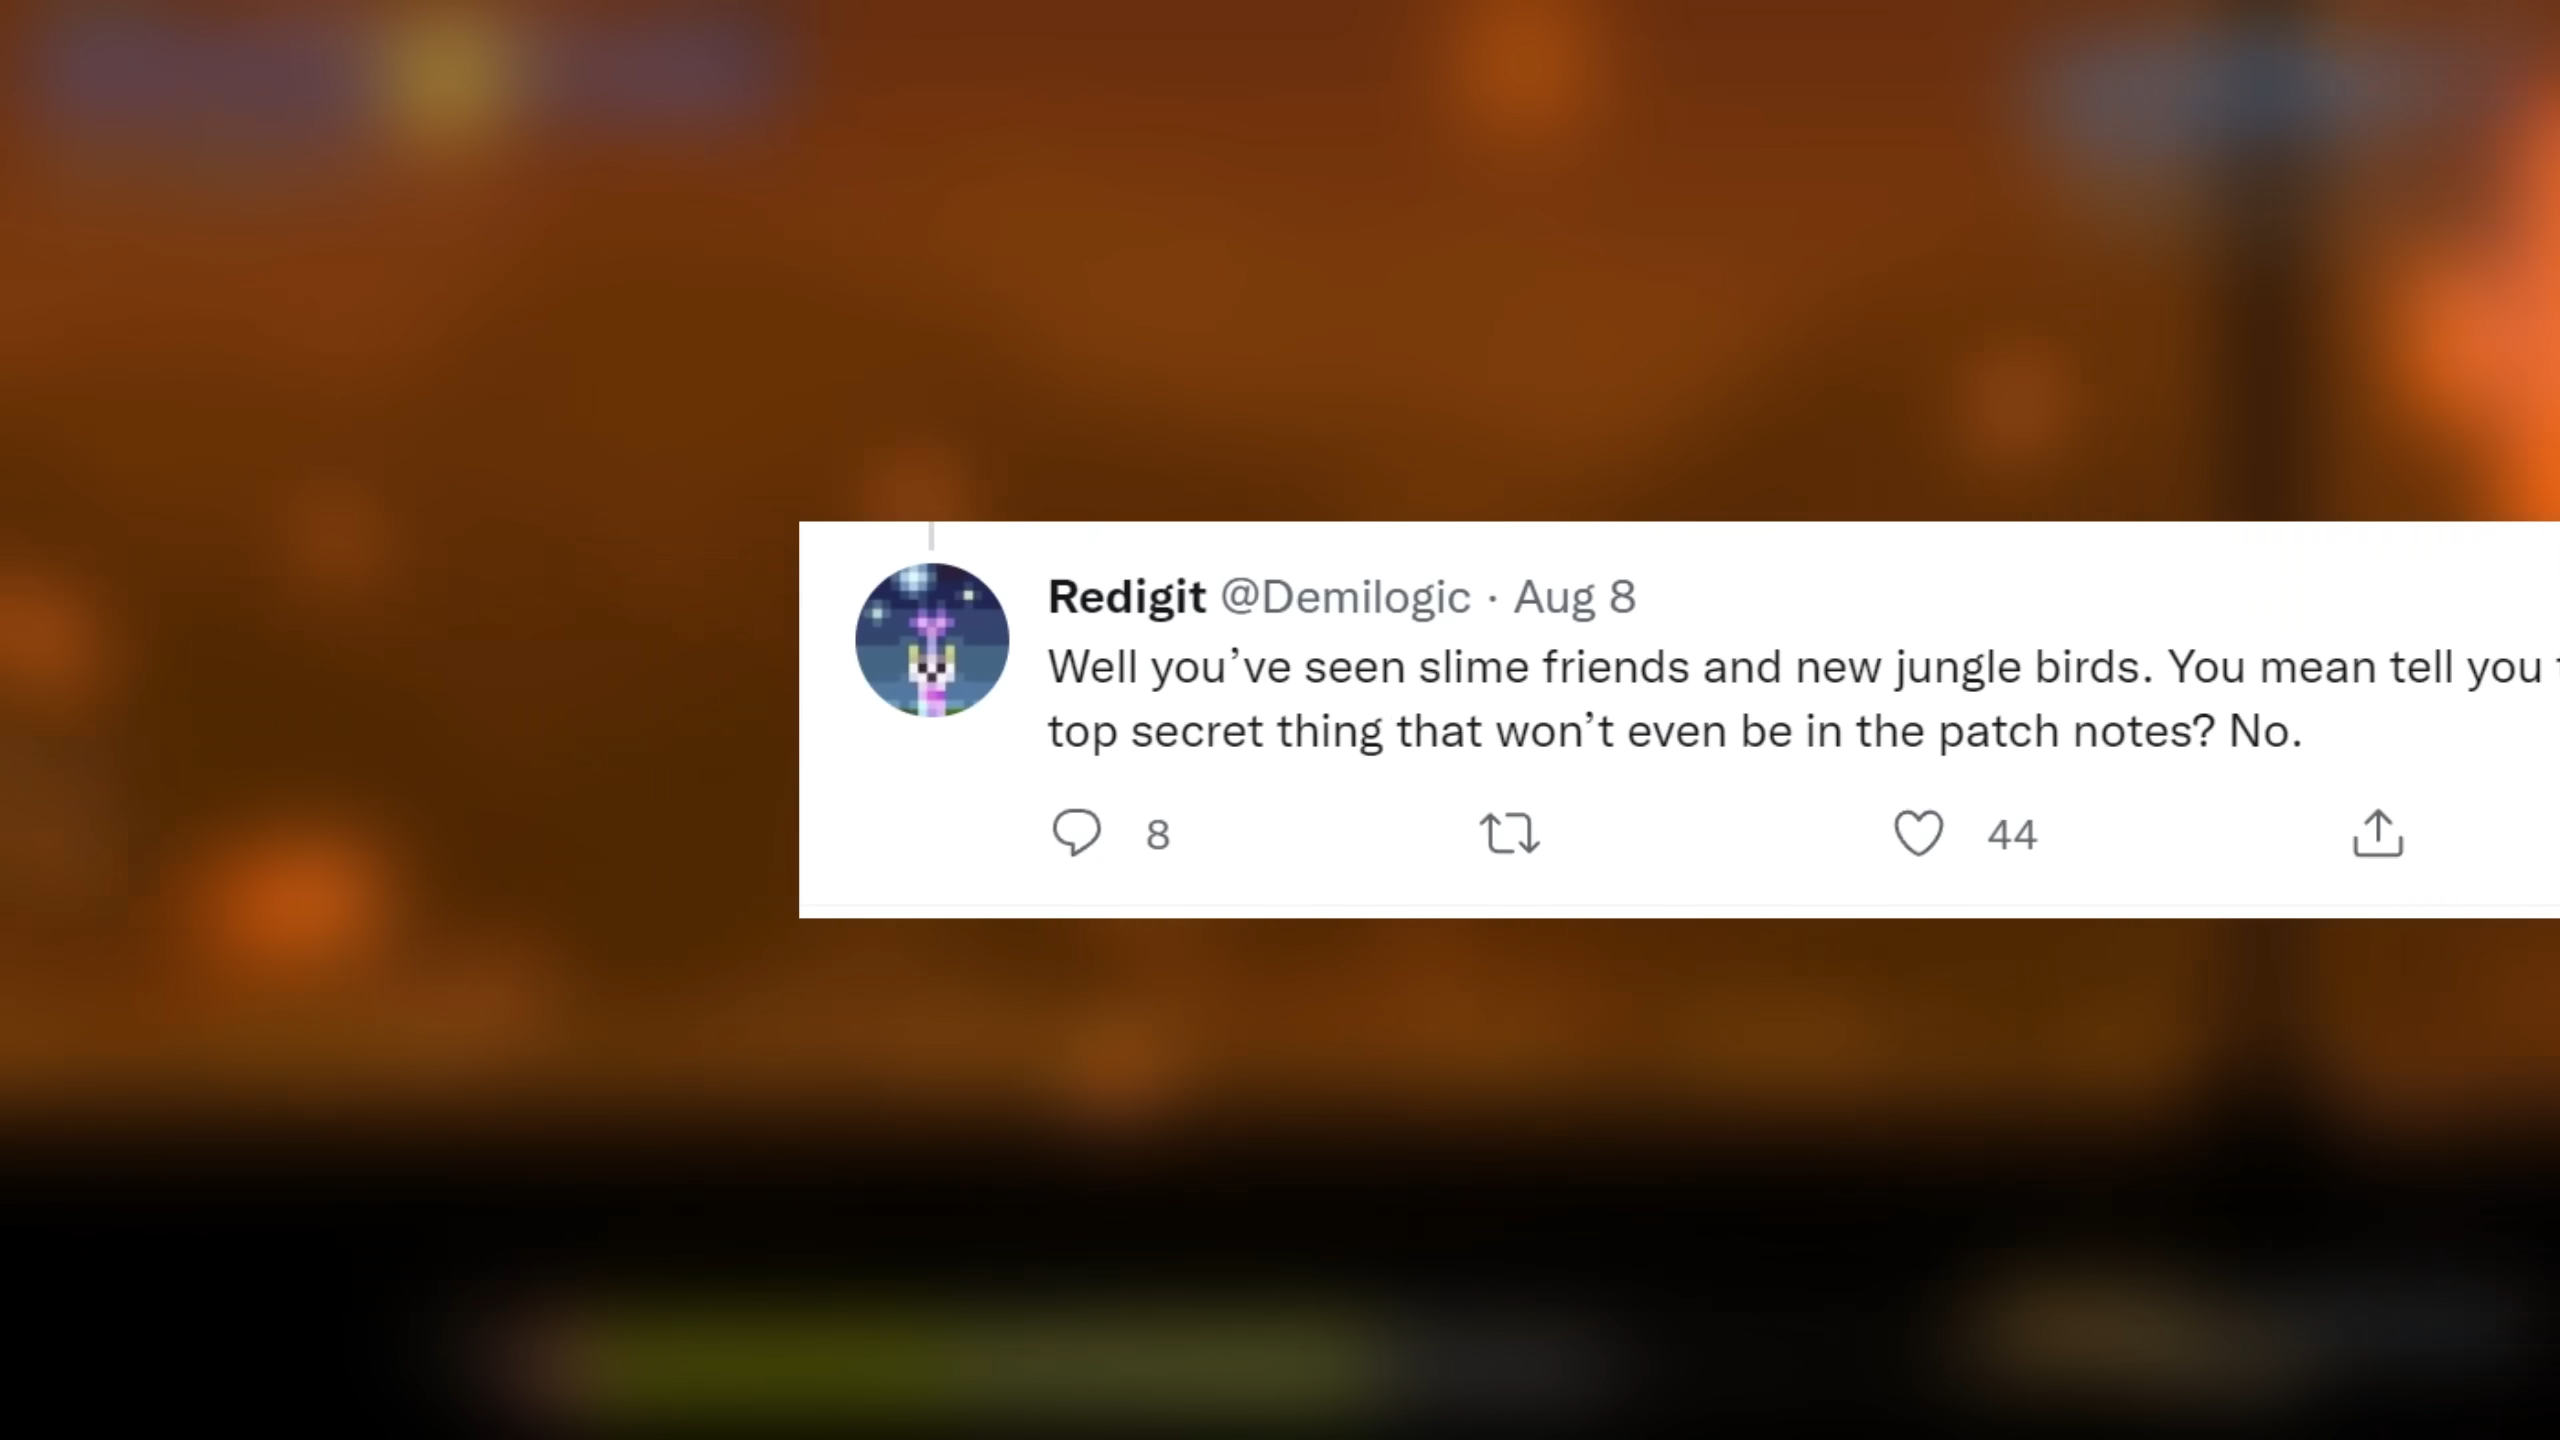 Redigit @Demilogic · Aug 8
Well you’ve seen slime friends and new jungle birds. You mean tell you
top secret thing that won’t even be in the patch notes? No.
8 44